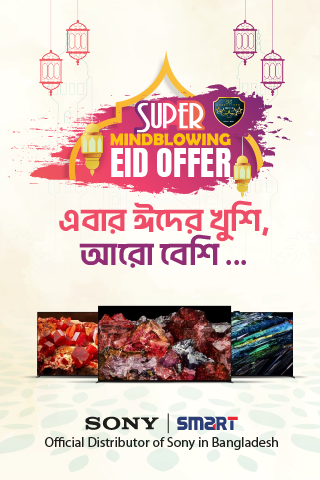 SUPER
MINDBLOWING
EID OFFER
এবার ঈদের খুশি,
আরো বেশি ...
SONY | SMART
Official Distributor of Sony in Bangladesh